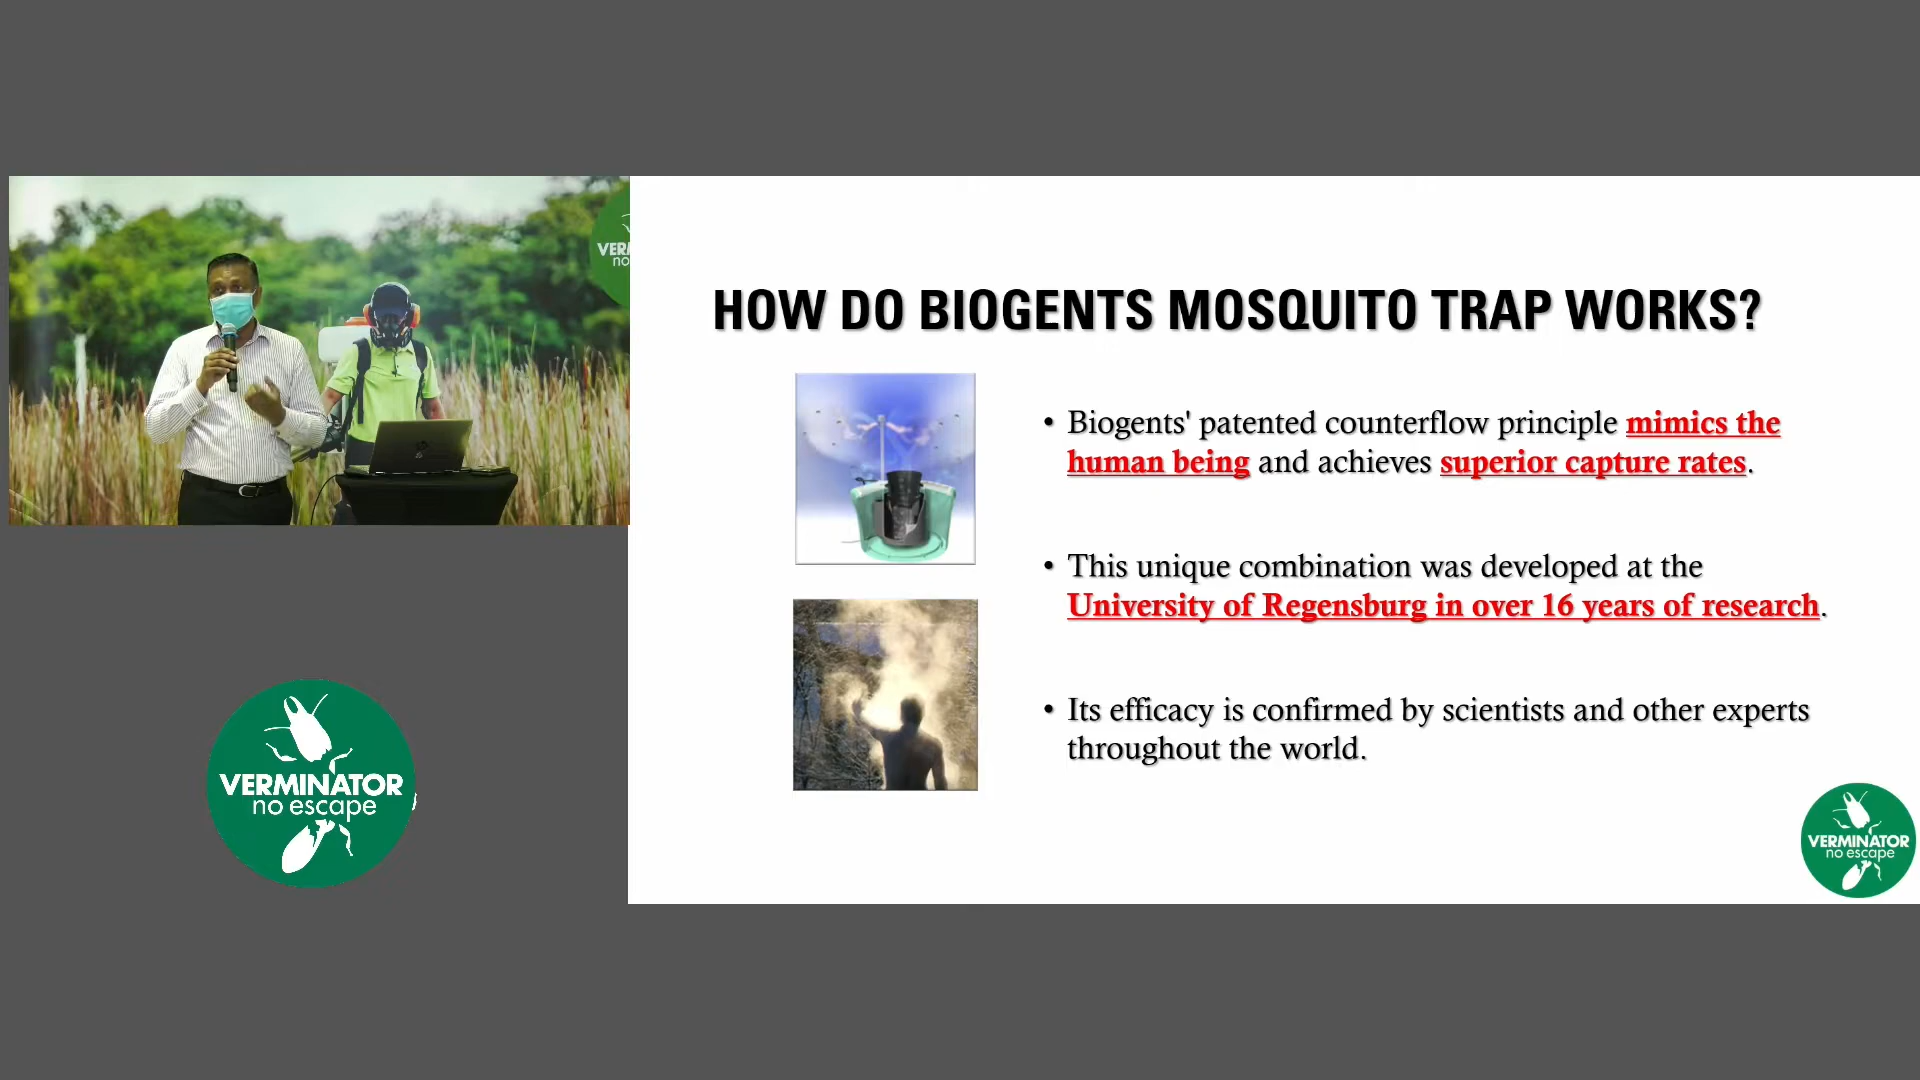 VER
no
HOW DO BIOGENTS MOSQUITO TRAP WORKS?
• Biogents' patented counterflow principle mimics the
human being and achieves superior capture rates.
• This unique combination was developed at the
University of Regensburg in over 16 years of research.
• Its efficacy is confirmed by scientists and other experts
throughout the world.
VERMINATOR
no escape
VERMINATOR
no escape